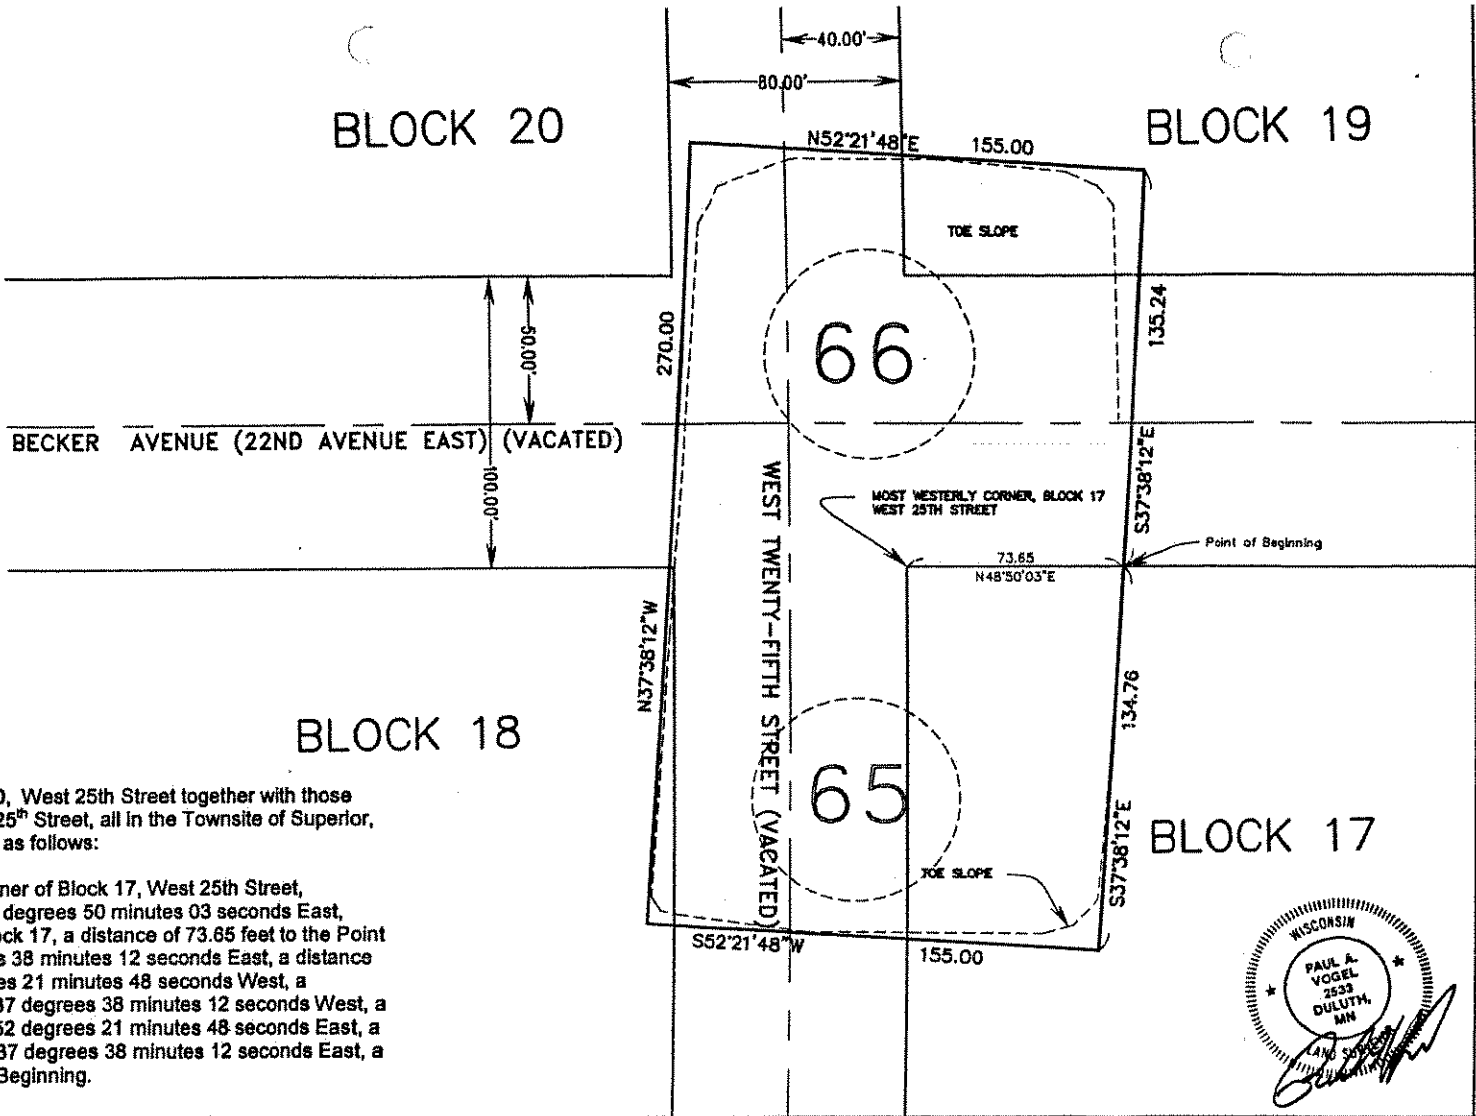 40.00'
80.00'
BLOCK 20
BLOCK 19
N52°21'48"E 155.00
TOE SLOPE
270.00
135.24
50.00'
66
BECKER AVENUE (22ND AVENUE EAST) (VACATED)
100.00'
S37°38'12"E
WEST TWENTY-FIFTH STREET (VACATED)
MOST WESTERLY CORNER, BLOCK 17
WEST 25TH STREET
Point of Beginning
73.65
N48°50'03"E
N37°38'12"W
134.76
BLOCK 18
65
S37°38'12"E
BLOCK 17
TOE SLOPE
S52°21'48"W 155.00
, West 25th Street together with those
25th Street, all in the Townsite of Superior,
as follows:
ner of Block 17, West 25th Street,
degrees 50 minutes 03 seconds East,
ock 17, a distance of 73.65 feet to the Point
s 38 minutes 12 seconds East, a distance
es 21 minutes 48 seconds West, a
37 degrees 38 minutes 12 seconds West, a
52 degrees 21 minutes 48 seconds East, a
37 degrees 38 minutes 12 seconds East, a
Beginning.
WISCONSIN
PAUL A.
VOGEL
2533
DULUTH,
MN
LAND